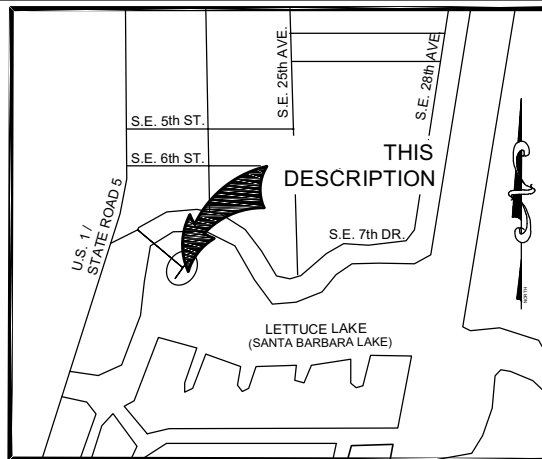 S.E. 25th AVE.
S.E. 28th AVE
S.E. 5th ST.
S.E. 6th ST.
THIS
DESCRIPTION
U.S. 1 /
STATE ROAD 5
S.E. 7th DR.
NORTH
LETTUCE LAKE
(SANTA BARBARA LAKE)